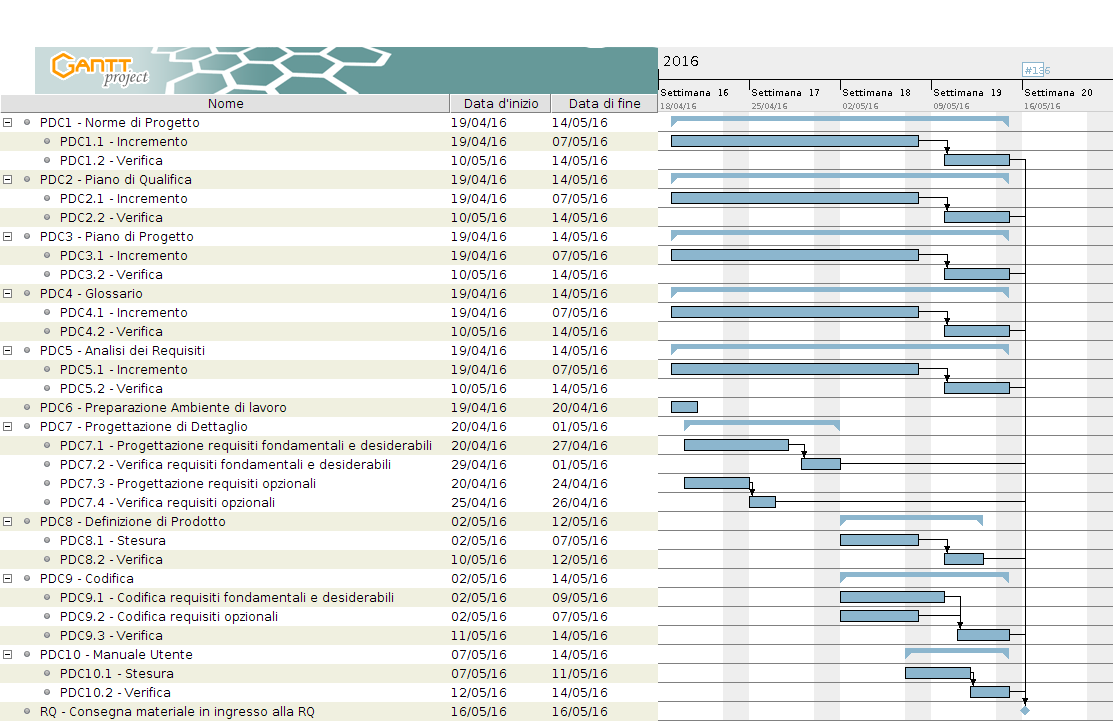 GANTT
project
2016
#136
Nome Data d'inizio Data di fine
Settimana 16 Settimana 17 Settimana 18 Settimana 19 Settimana 20
18/04/16 25/04/16 02/05/16 09/05/16 16/05/16
PDC1 - Norme di Progetto 19/04/16 14/05/16
PDC1.1 - Incremento 19/04/16 07/05/16
PDC1.2 - Verifica 10/05/16 14/05/16
PDC2 - Piano di Qualifica 19/04/16 14/05/16
PDC2.1 - Incremento 19/04/16 07/05/16
PDC2.2 - Verifica 10/05/16 14/05/16
PDC3 - Piano di Progetto 19/04/16 14/05/16
PDC3.1 - Incremento 19/04/16 07/05/16
PDC3.2 - Verifica 10/05/16 14/05/16
PDC4 - Glossario 19/04/16 14/05/16
PDC4.1 - Incremento 19/04/16 07/05/16
PDC4.2 - Verifica 10/05/16 14/05/16
PDC5 - Analisi dei Requisiti 19/04/16 14/05/16
PDC5.1 - Incremento 19/04/16 07/05/16
PDC5.2 - Verifica 10/05/16 14/05/16
PDC6 - Preparazione Ambiente di lavoro 19/04/16 20/04/16
PDC7 - Progettazione di Dettaglio 20/04/16 01/05/16
PDC7.1 - Progettazione requisiti fondamentali e desiderabili 20/04/16 27/04/16
PDC7.2 - Verifica requisiti fondamentali e desiderabili 29/04/16 01/05/16
PDC7.3 - Progettazione requisiti opzionali 20/04/16 24/04/16
PDC7.4 - Verifica requisiti opzionali 25/04/16 26/04/16
PDC8 - Definizione di Prodotto 02/05/16 12/05/16
PDC8.1 - Stesura 02/05/16 07/05/16
PDC8.2 - Verifica 10/05/16 12/05/16
PDC9 - Codifica 02/05/16 14/05/16
PDC9.1 - Codifica requisiti fondamentali e desiderabili 02/05/16 09/05/16
PDC9.2 - Codifica requisiti opzionali 02/05/16 07/05/16
PDC9.3 - Verifica 11/05/16 14/05/16
PDC10 - Manuale Utente 07/05/16 14/05/16
PDC10.1 - Stesura 07/05/16 11/05/16
PDC10.2 - Verifica 12/05/16 14/05/16
RQ - Consegna materiale in ingresso alla RQ 16/05/16 16/05/16